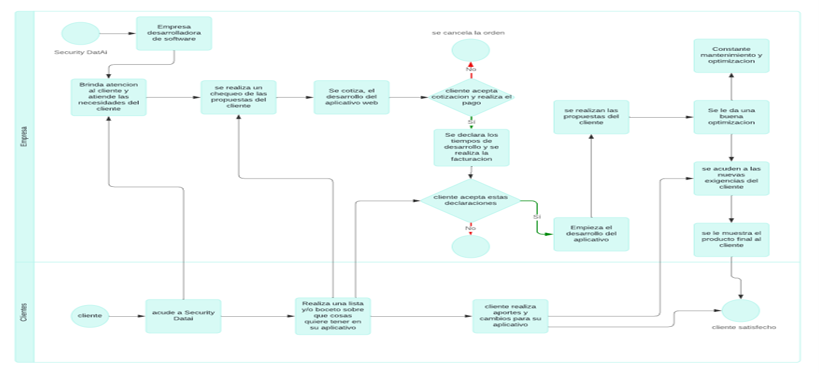 Empresa
desarrolladora
de software
Security DatAi
se cancela la orden
Constante
mantenimiento y
optimizacion
No
Brinda atencion
al cliente y
atiende las
necesidades del
cliente
se realiza un
chequeo de las
propuestas del
cliente
Se cotiza, el
desarrollo del
aplicativo web
cliente acepta
cotizacion y realiza el
pago
se realizan las
propuestas del
cliente
Se le da una
buena
optimizacion
Si
Se declara los
tiempos de
desarrollo y se
realiza la
facturacion
Empresa
se acuden a las
nuevas
exigencias del
cliente
cliente acepta estas
declaraciones
Si
No
Empieza el
desarrollo del
aplicativo
se le muestra el
producto final al
cliente
Clientes
cliente
acude a Security
Datai
Realiza una lista
y/o boceto sobre
que cosas
quiere tener en
su aplicativo
cliente realiza
aportes y
cambios para su
aplicativo
cliente satisfecho